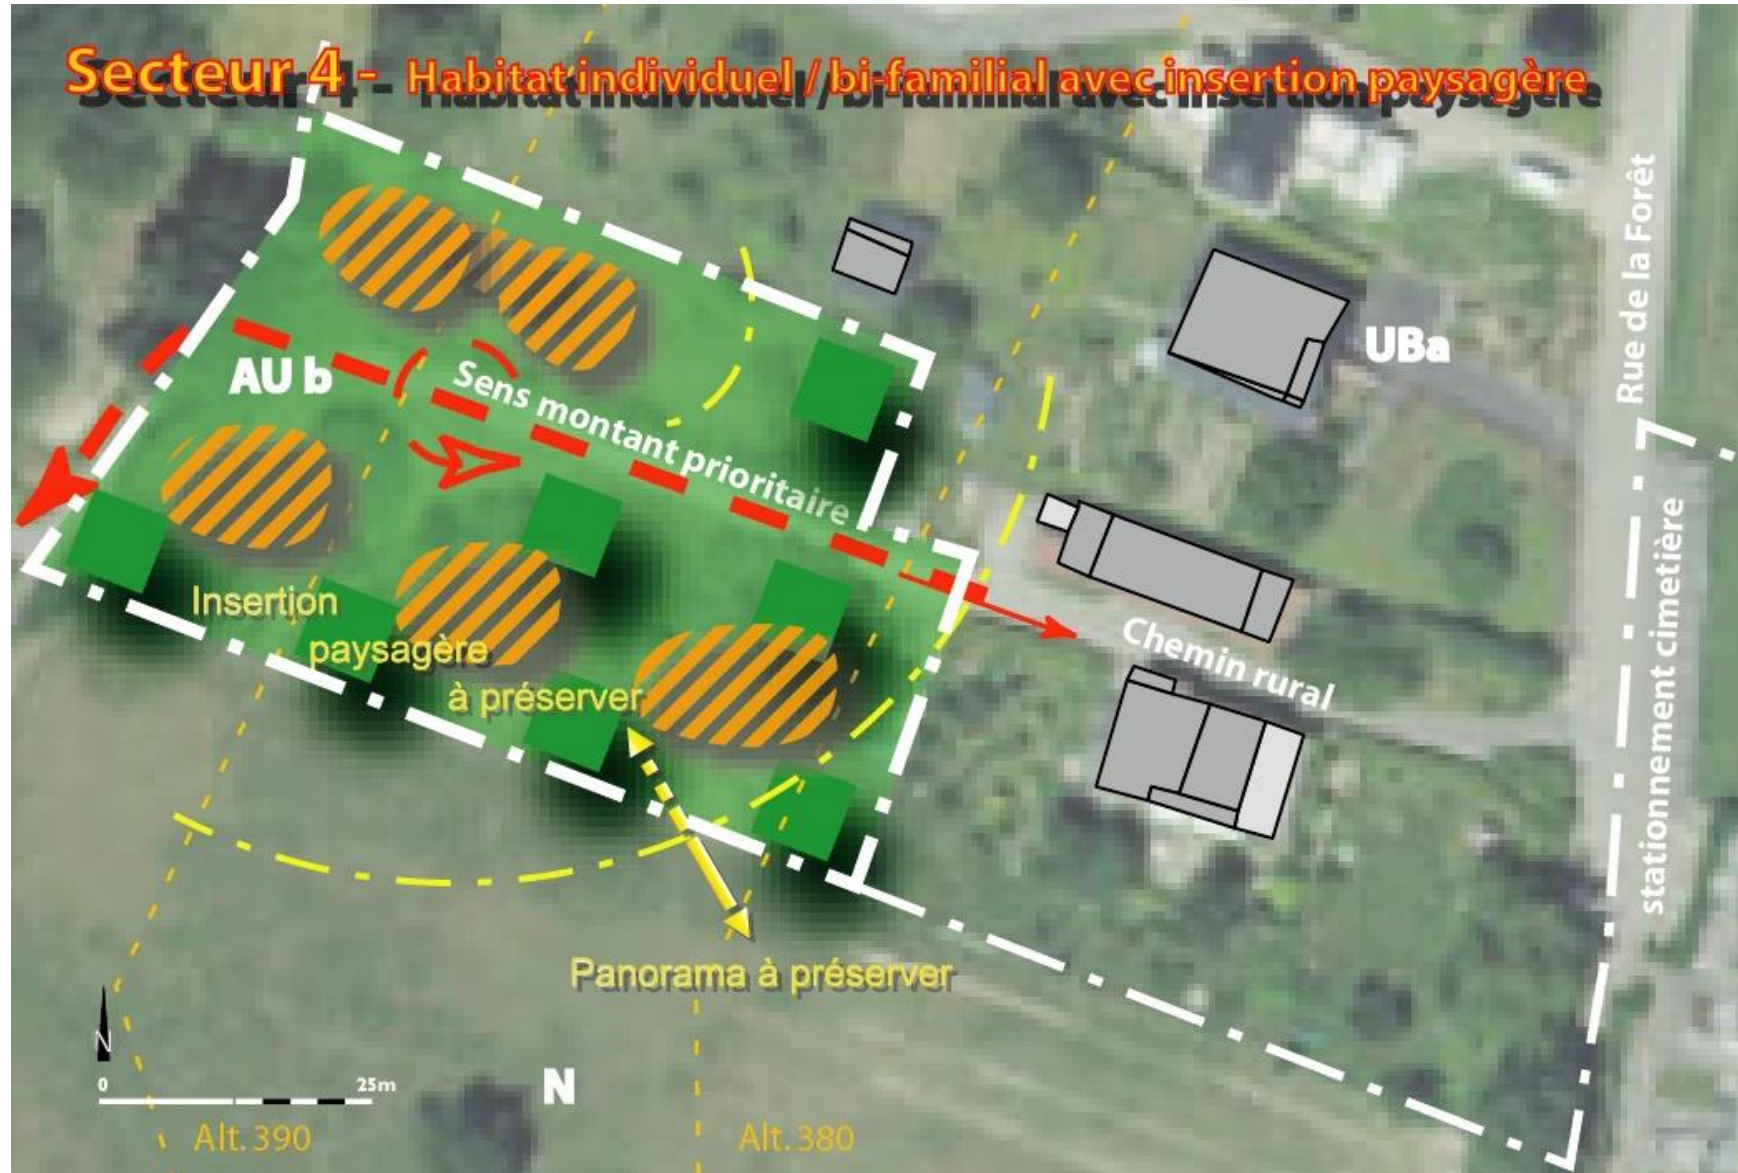 Secteur 4 - Habitat individuel / bi-familial avec insertion paysagère
Rue de la Forêt
UBa
AU b
Sens montant prioritaire
stationnement cimetière
Insertion
paysagère
à préserver
Chemin rural
Panorama à préserver
N
0 25m
N
Alt. 390
Alt. 380